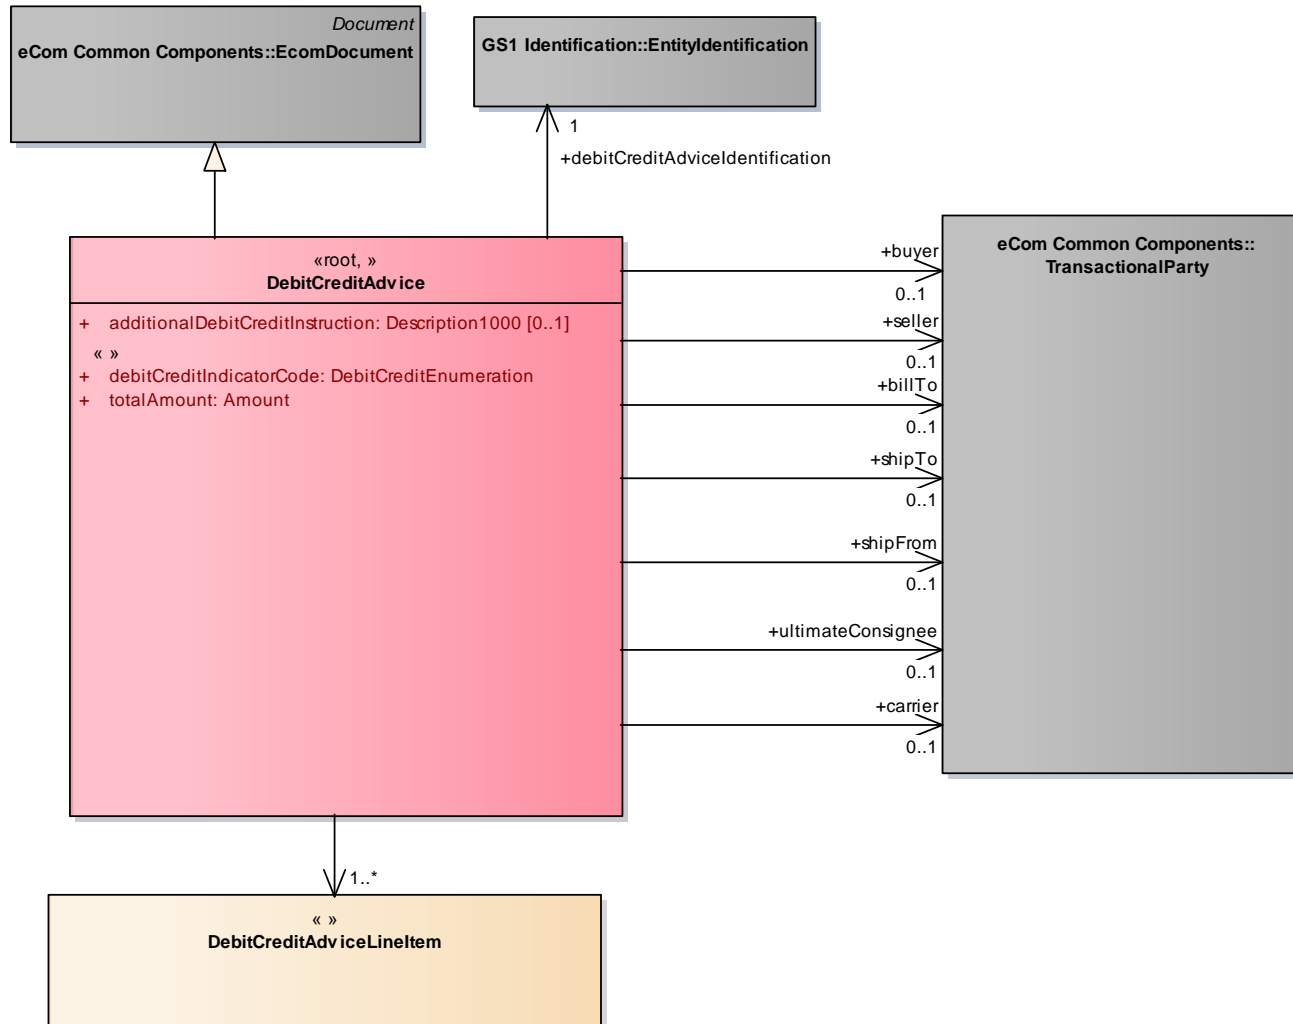 Document
eCom Common Components::EcomDocument
GS1 Identification::EntityIdentification
1
+debitCreditAdviceIdentification
«root, »
DebitCreditAdvice
+ additionalDebitCreditInstruction: Description1000 [0..1]
« »
+ debitCreditIndicatorCode: DebitCreditEnumeration
+ totalAmount: Amount
+buyer
0..1
+seller
0..1
+billTo
0..1
+shipTo
0..1
+shipFrom
0..1
+ultimateConsignee
0..1
+carrier
0..1
eCom Common Components::
TransactionalParty
1..*
« »
DebitCreditAdviceLineItem